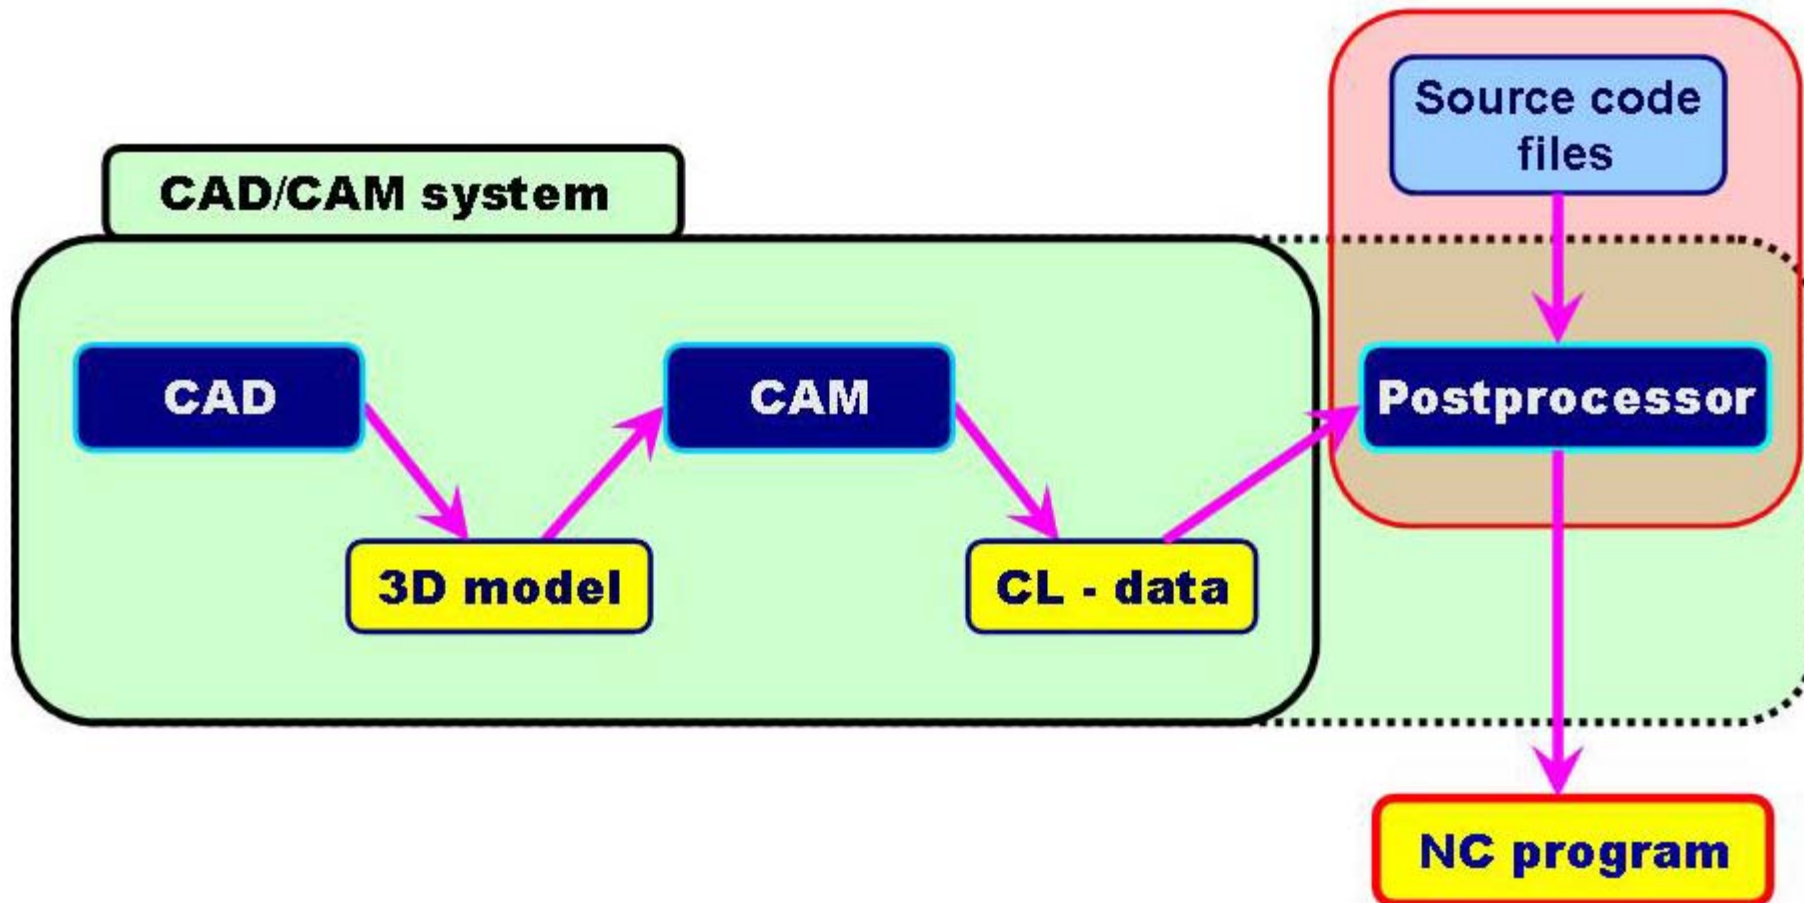 Source code
files
CAD/CAM system
CAD
CAM
Postprocessor
3D model
CL - data
NC program